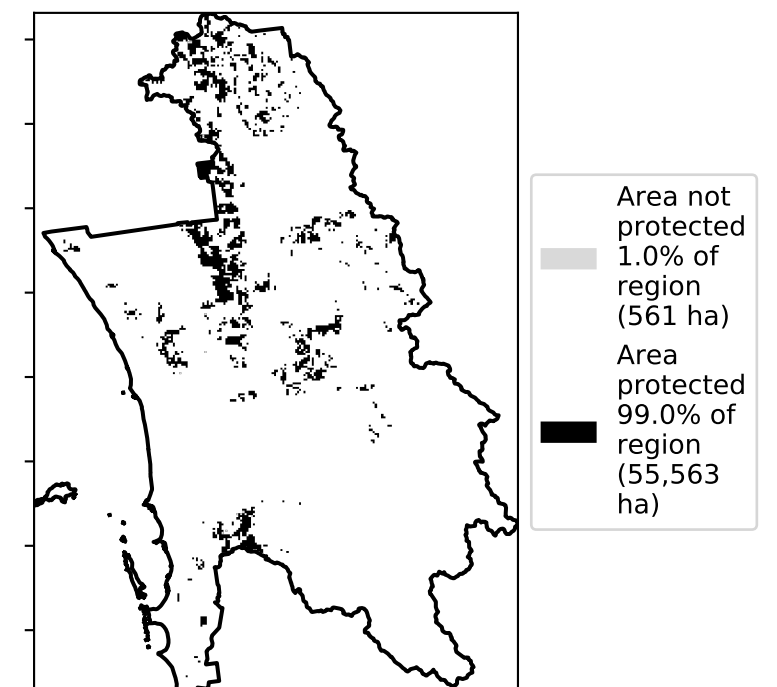 Area not
protected
1.0% of
region
(561 ha)
Area
protected
99.0% of
region
(55,563
ha)